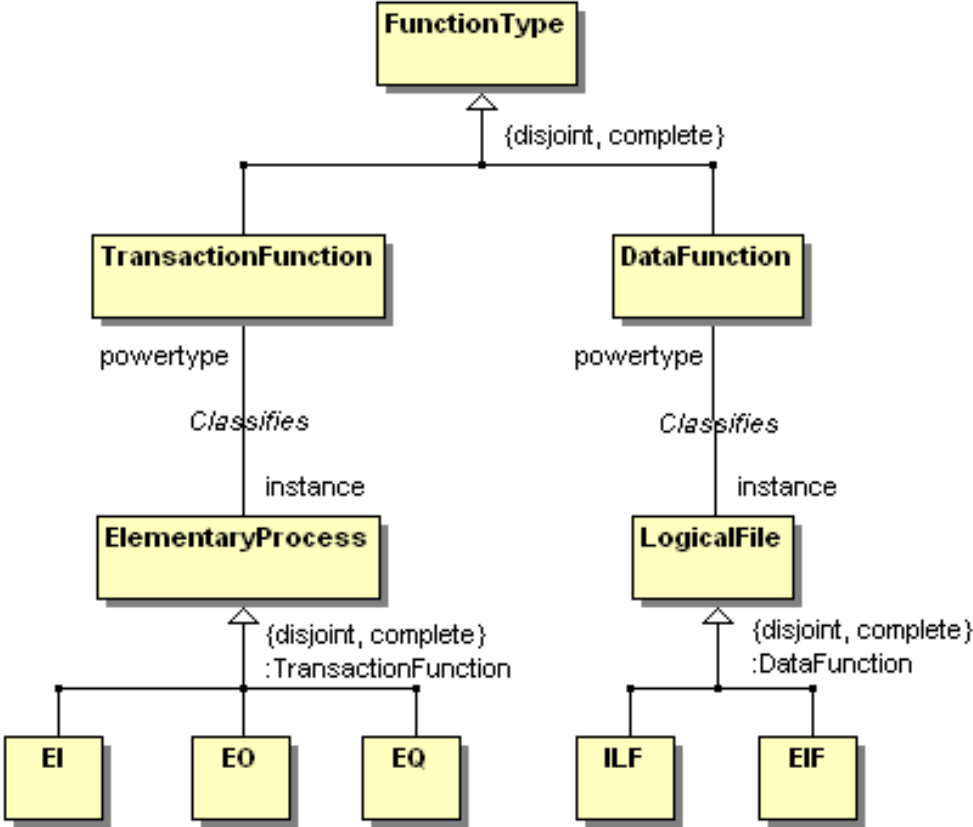 FunctionType
{disjoint, complete}
TransactionFunction
DataFunction
powertype
powertype
Classifies
Classifies
instance
instance
ElementaryProcess
LogicalFile
{disjoint, complete}
:TransactionFunction
{disjoint, complete}
:DataFunction
EI
EO
EQ
ILF
EIF